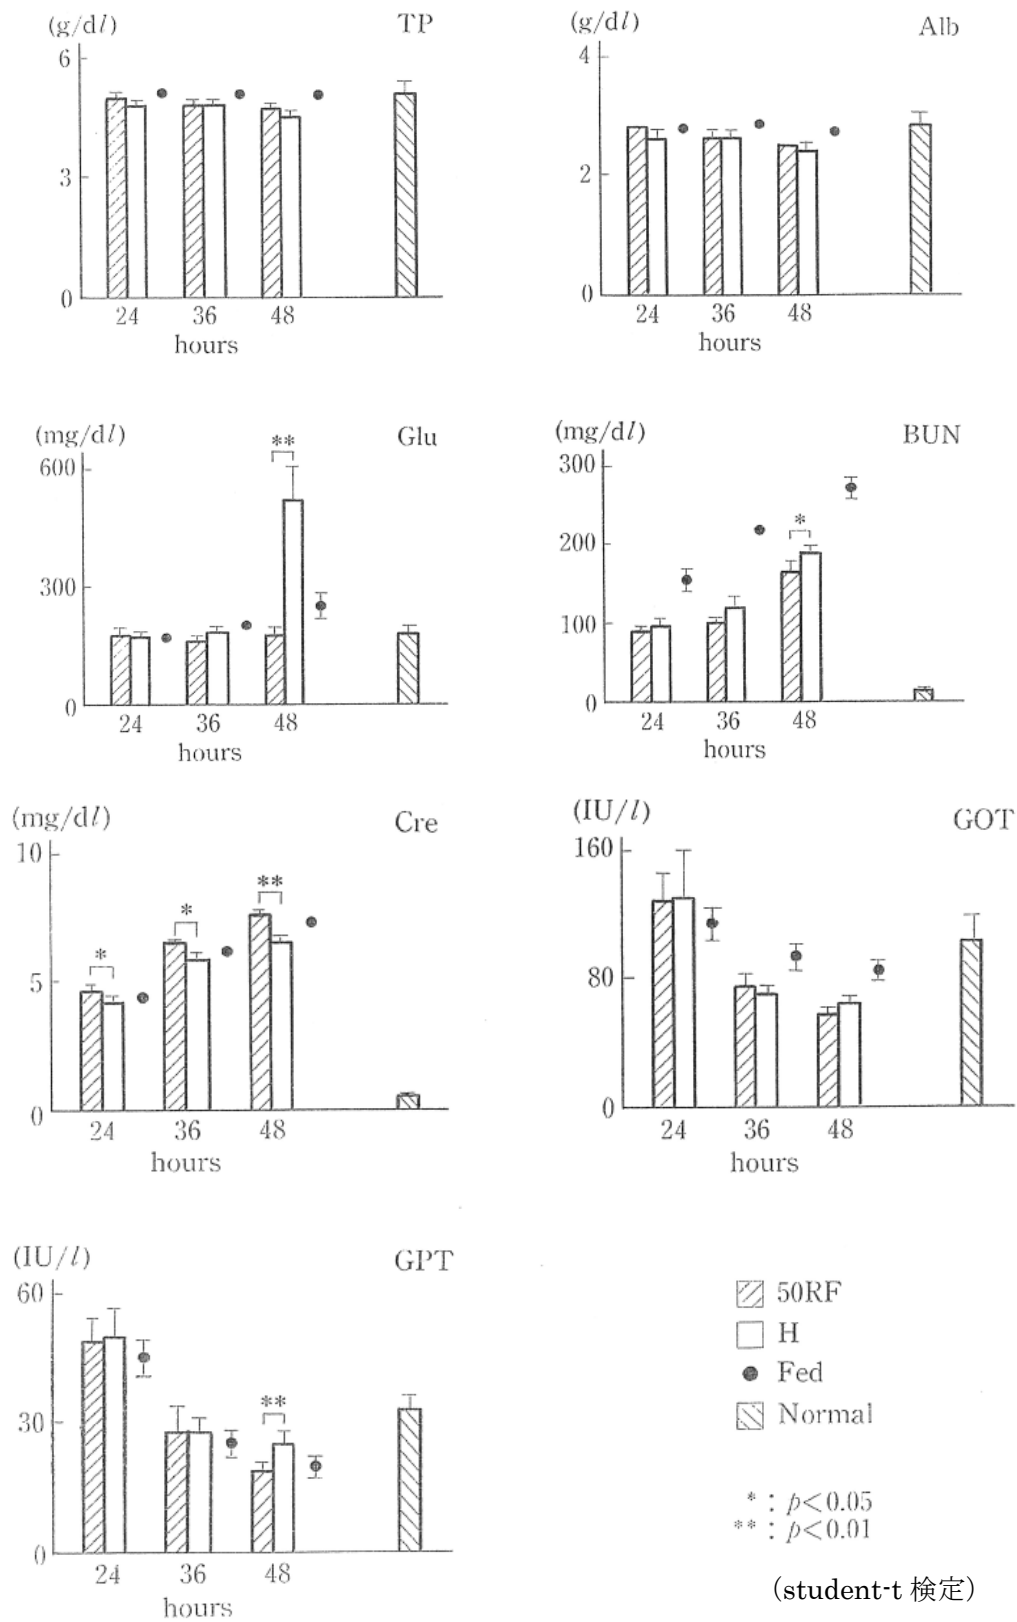 (g/dl) TP
6
3
0
24 36 48
hours
(g/dl) Alb
4
2
0
24 36 48
hours
(mg/dl) Glu
600
**
300
0
24 36 48
hours
(mg/dl) BUN
300
200
*
100
0
24 36 48
hours
(mg/dl) Cre
10
**
*
*
5
0
24 36 48
hours
(IU/l) GOT
160
80
0
24 36 48
hours
(IU/l) GPT
60
**
30
0
24 36 48
hours
50RF
H
Fed
Normal
* : p<0.05
** : p<0.01
(student-t 検定)